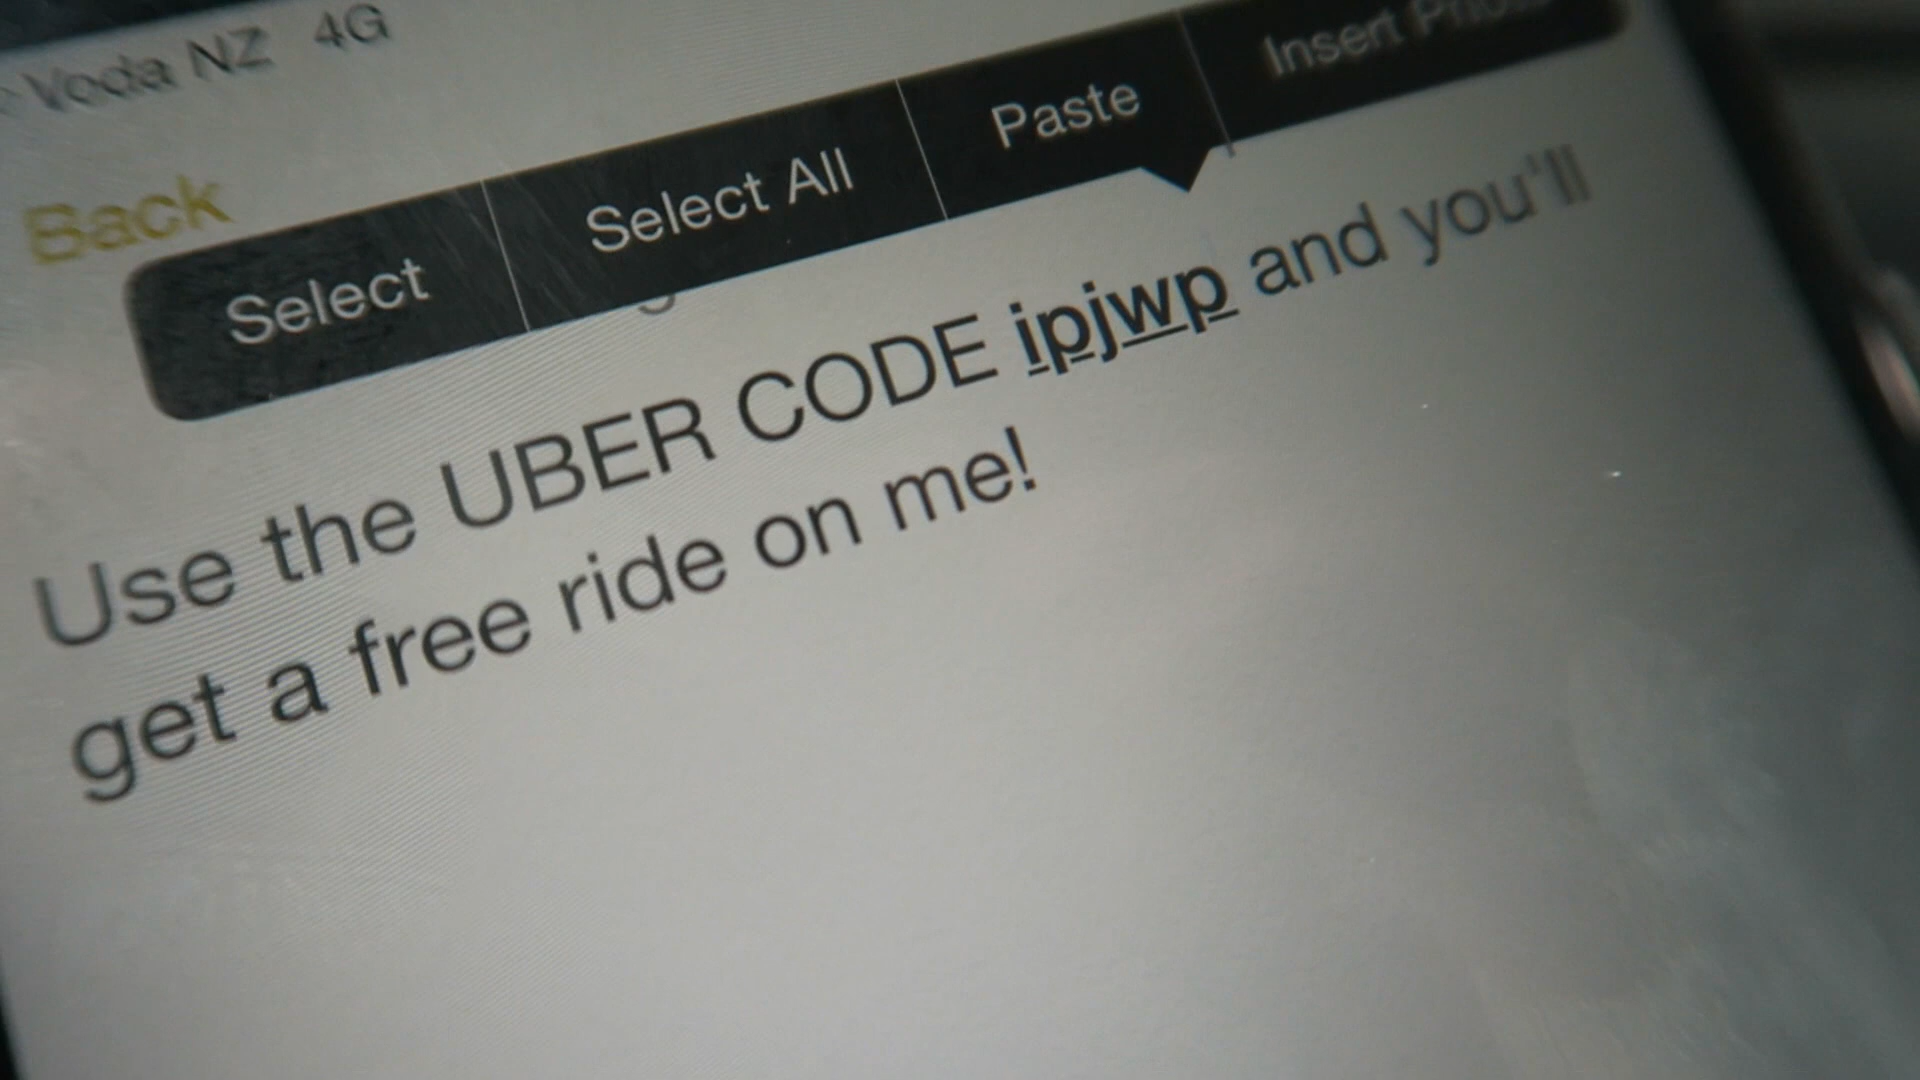 Voda NZ 4G
Back
Select Select All Paste Insert Photo
Use the UBER CODE ipjwp and you'll
get a free ride on me!